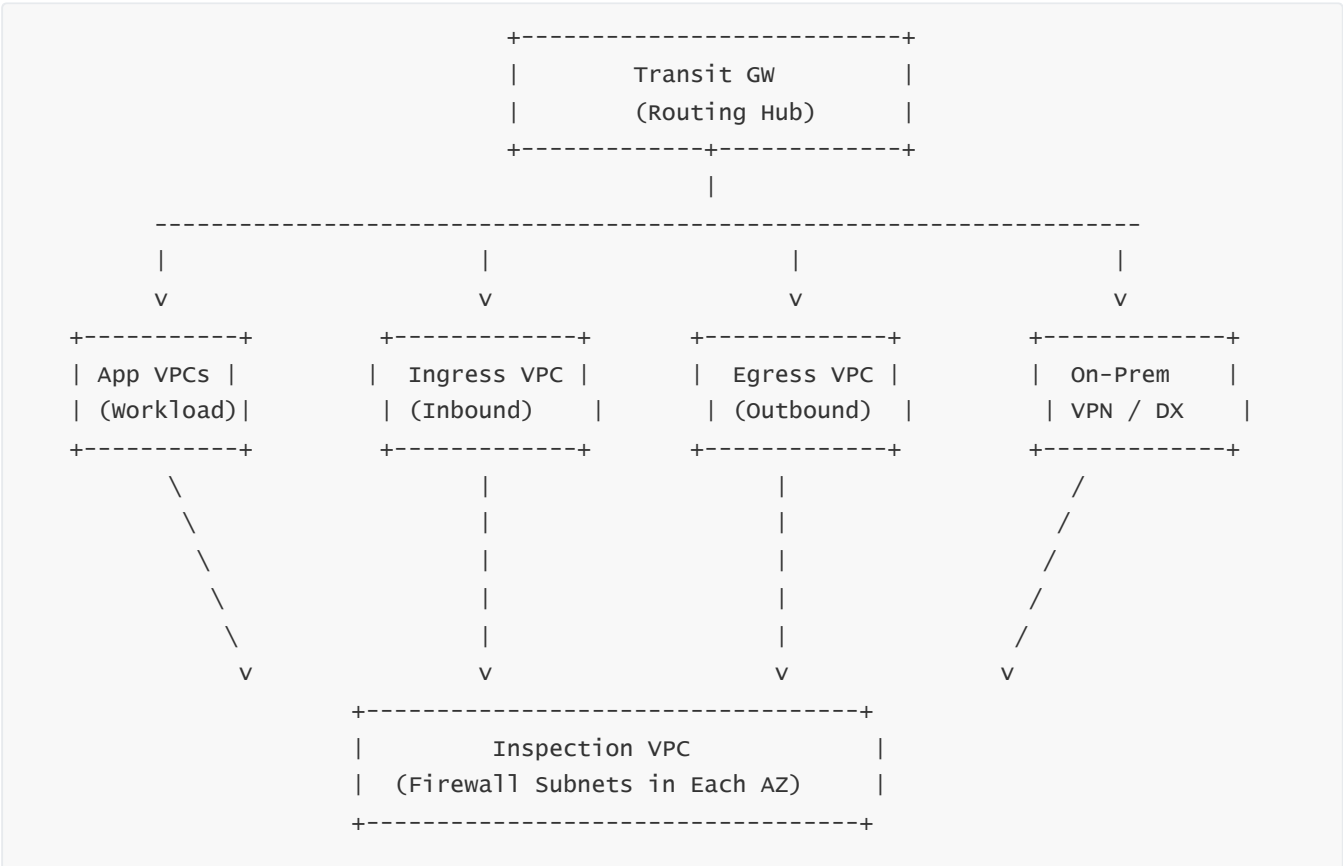 Transit GW
(Routing Hub)
App VPCs Ingress VPC Egress VPC On-Prem
(Workload) (Inbound) (Outbound) VPN / DX
Inspection VPC
(Firewall Subnets in Each AZ)